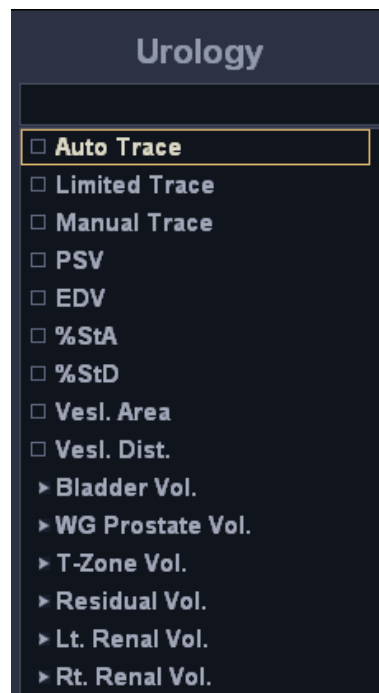 Urology
Auto Trace
Limited Trace
Manual Trace
PSV
EDV
%StA
%StD
Vesl. Area
Vesl. Dist.
Bladder Vol.
WG Prostate Vol.
T-Zone Vol.
Residual Vol.
Lt. Renal Vol.
Rt. Renal Vol.